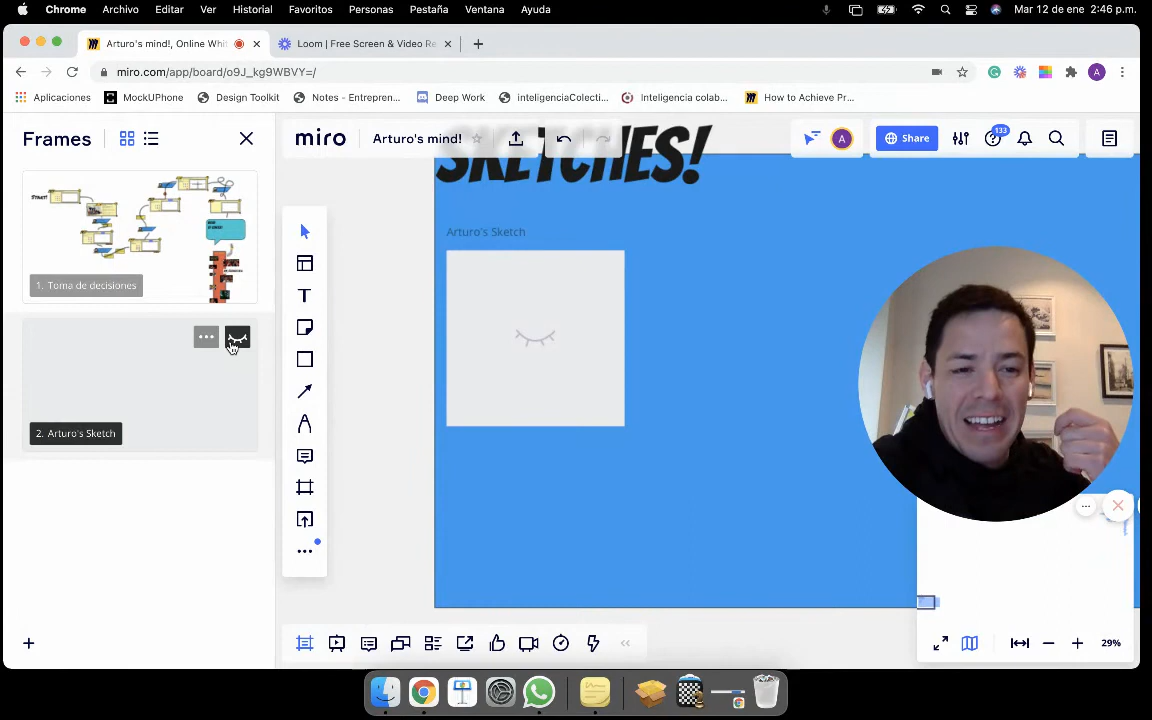 Chrome Archivo Editar Ver Historial Favoritos Personas Pestaña Ventana Ayuda Mar 12 de ene 2:46 p.m.
Arturo's mind!, Online Whit Loom | Free Screen & Video Re
miro.com/app/board/o9J_kg9WBVY=/
A
Aplicaciones MockUPhone Design Toolkit Notes - Entrepren... Deep Work inteligenciaColecti... Inteligencia colab... How to Achieve Pr...
Frames miro Arturo's mind! A Share 133
SKETCHES!
START!
1. Toma de decisiones
Arturo's Sketch
2. Arturo's Sketch
29%